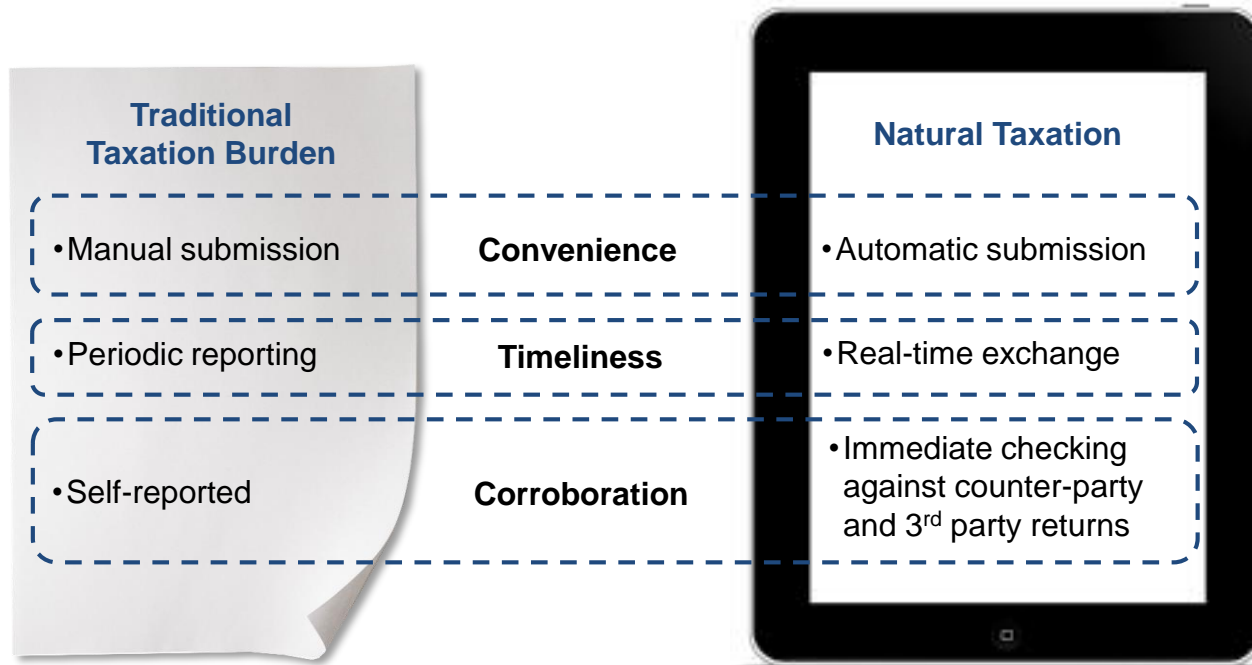 Traditional
Taxation Burden
Natural Taxation
•Manual submission
Convenience
•Automatic submission
•Periodic reporting
Timeliness
•Real-time exchange
•Self-reported
Corroboration
•Immediate checking
against counter-party
and 3rd party returns